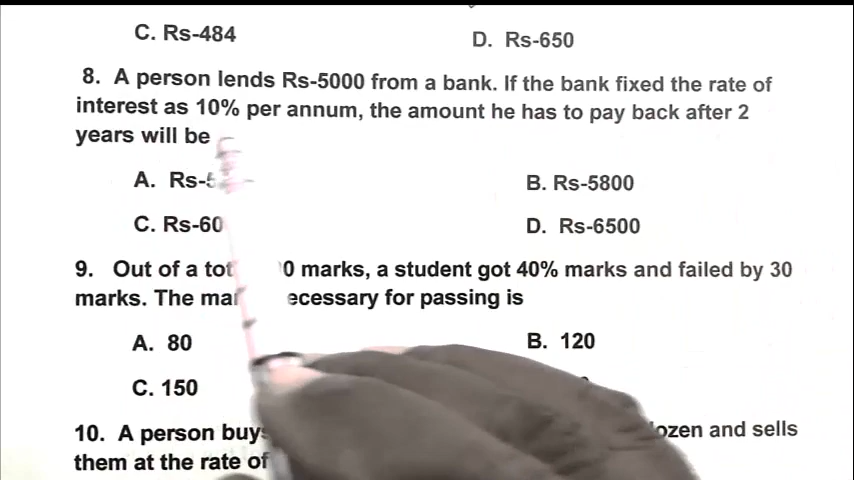 C. Rs-484
D. Rs-650
8. A person lends Rs-5000 from a bank. If the bank fixed the rate of
interest as 10% per annum, the amount he has to pay back after 2
years will be
A. Rs-5
B. Rs-5800
C. Rs-60
D. Rs-6500
9. Out of a tot 0 marks, a student got 40% marks and failed by 30
marks. The ma ecessary for passing is
A. 80
B. 120
C. 150
10. A person buys ozen and sells
them at the rate of